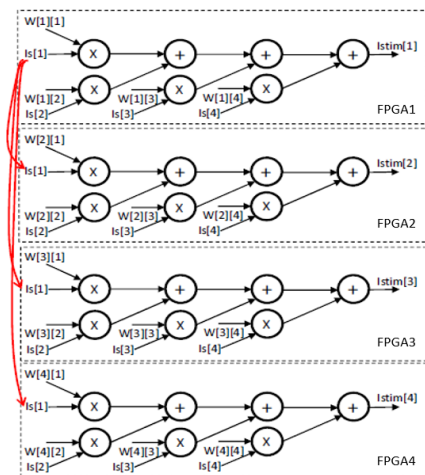 W[1][1]
Is[1] X + + + Istim[1]
X X X
W[1][2] W[1][3] W[1][4]
Is[2] Is[3] Is[4]
FPGA1
W[2][1]
Is[1] X + + + Istim[2]
X X X
W[2][2] W[2][3] W[2][4]
Is[2] Is[3] Is[4]
FPGA2
W[3][1]
Is[1] X + + + Istim[3]
X X X
W[3][2] W[3][3] W[3][4]
Is[2] Is[3] Is[4]
FPGA3
W[4][1]
Is[1] X + + + Istim[4]
X X X
W[4][2] W[4][3] W[4][4]
Is[2] Is[3] Is[4]
FPGA4